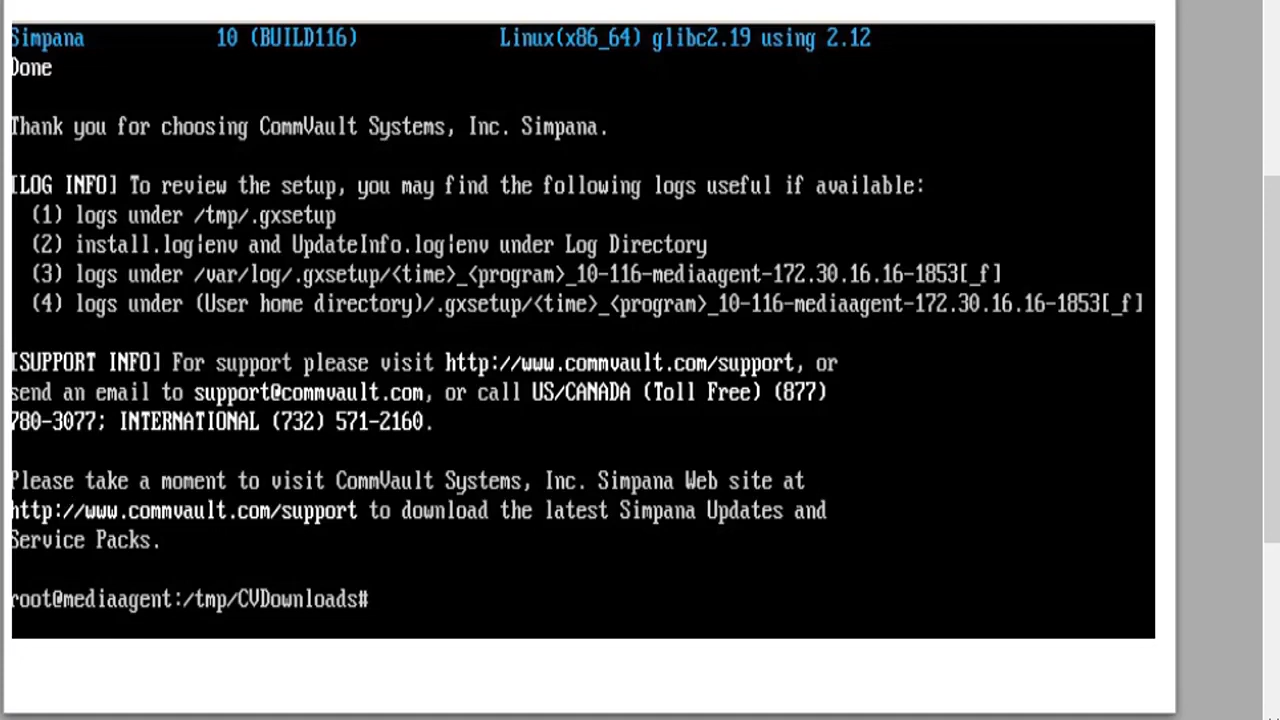 Simpana 10 (BUILD116) Linux(x86_64) glibc2.19 using 2.12
Done
Thank you for choosing CommVault Systems, Inc. Simpana.
[LOG INFO] To review the setup, you may find the following logs useful if available:
(1) logs under /tmp/.gxsetup
(2) install.log|env and UpdateInfo.log|env under Log Directory
(3) logs under /var/log/.gxsetup/<time>_<program>_10-116-mediaagent-172.30.16.16-1853[_f]
(4) logs under (User home directory)/.gxsetup/<time>_<program>_10-116-mediaagent-172.30.16.16-1853[_f]
[SUPPORT INFO] For support please visit http://www.commvault.com/support, or
send an email to support@commvault.com, or call US/CANADA (Toll Free) (877)
780-3077; INTERNATIONAL (732) 571-2160.
Please take a moment to visit CommVault Systems, Inc. Simpana Web site at
http://www.commvault.com/support to download the latest Simpana Updates and
Service Packs.
root@mediaagent:/tmp/CVDownloads#